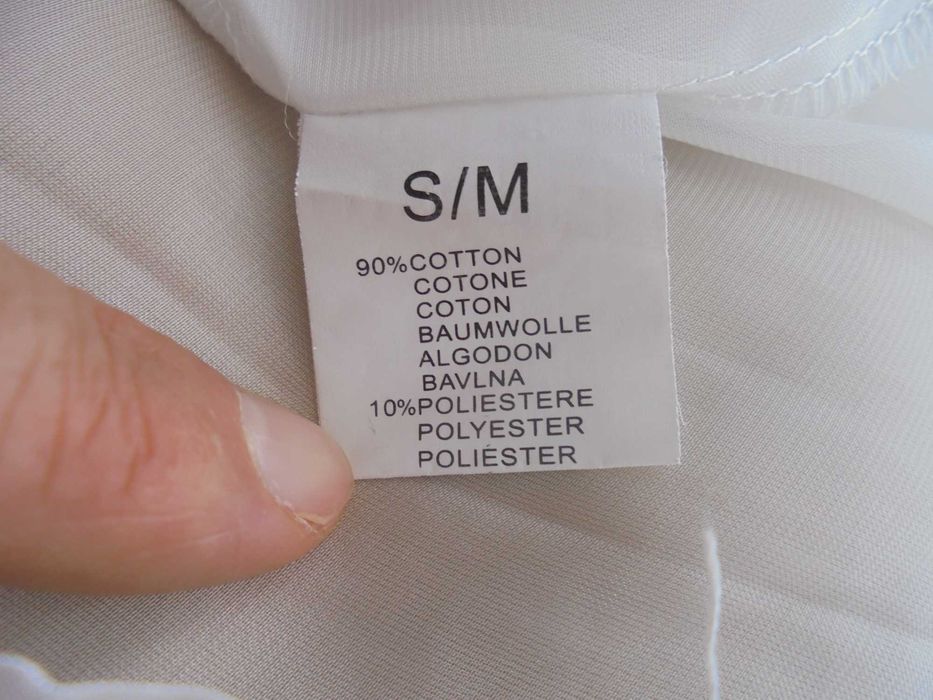 S/M
90%COTTON
COTONE
COTON
BAUMWOLLE
ALGODON
BAVLNA
10%POLIESTERE
POLYESTER
POLIÉSTER